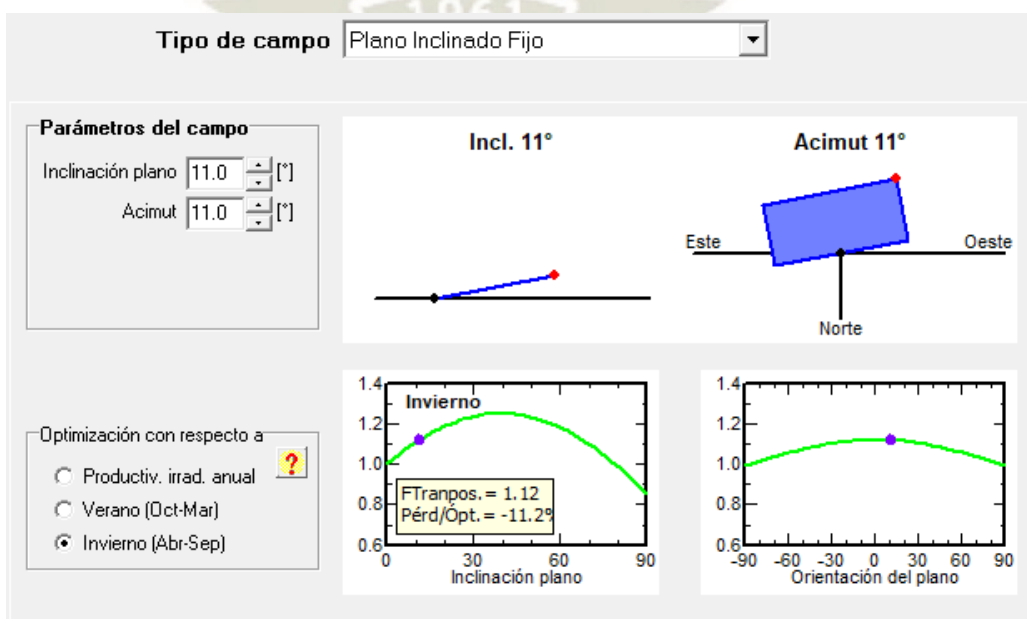 1961
Tipo de campo Plano Inclinado Fijo
Parámetros del campo
Inclinación plano 11.0 [°]
Acimut 11.0 [°]
Incl. 11°
Acimut 11°
Este
Oeste
Norte
Optimización con respecto a
?
Productiv. irrad. anual
Verano (Oct-Mar)
Invierno (Abr-Sep)
1.4
1.2
1.0
0.8
0.6
Invierno
FTranpos.= 1.12
Pérd/Ópt.= -11.2%
0 30 60 90
Inclinación plano
1.4
1.2
1.0
0.8
0.6
-90 -60 -30 0 30 60 90
Orientación del plano